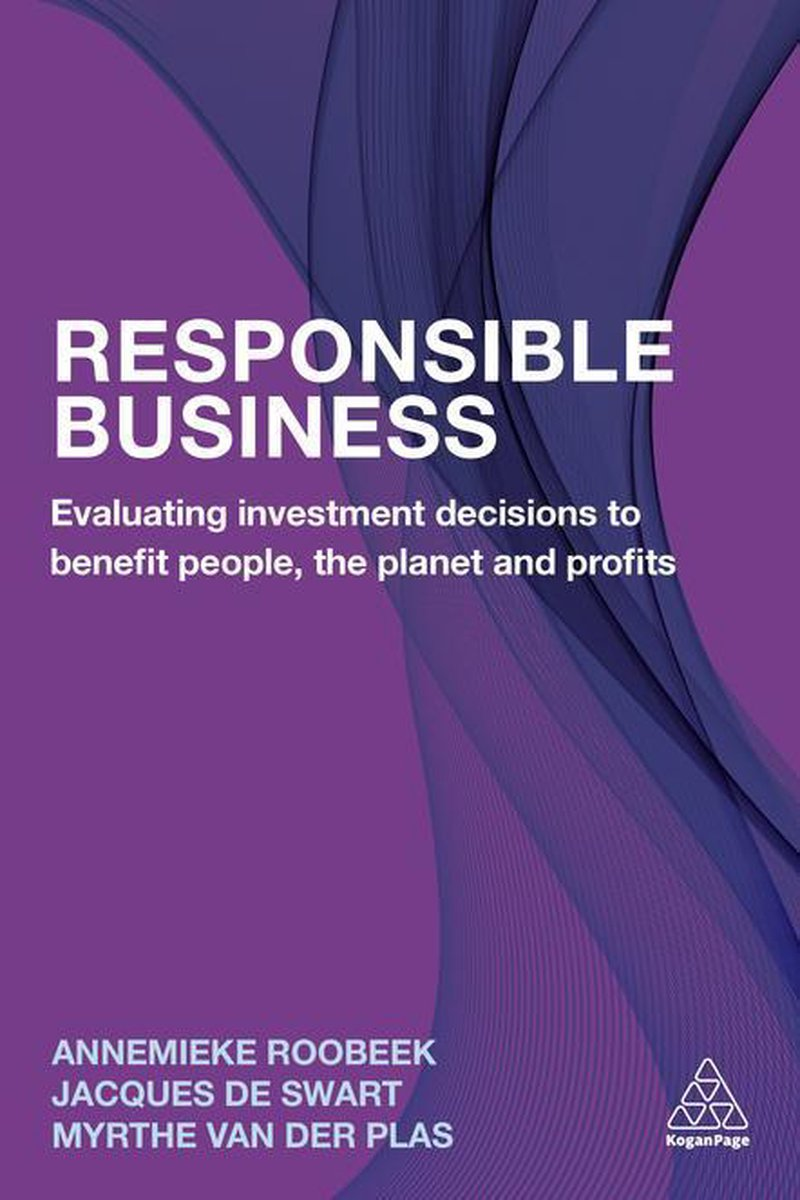 RESPONSIBLE
BUSINESS
Evaluating investment decisions to
benefit people, the planet and profits
ANNEMIEKE ROOBEEK
JACQUES DE SWART
MYRTHE VAN DER PLAS
KoganPage